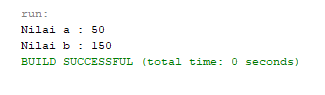 run:
Nilai a : 50
Nilai b : 150
BUILD SUCCESSFUL (total time: 0 seconds)